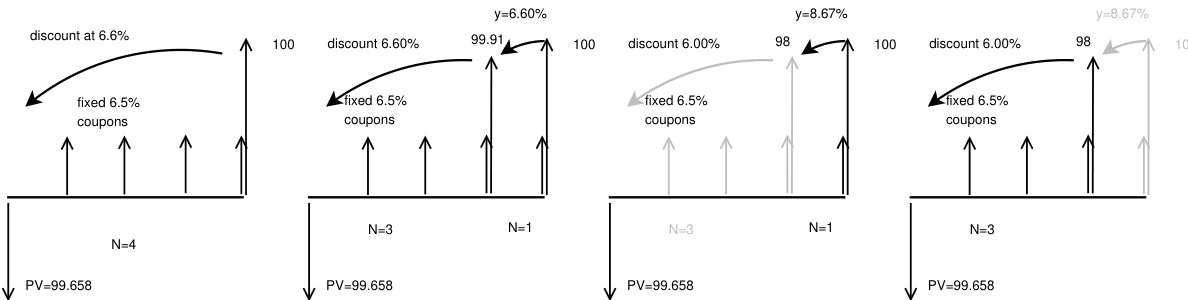 discount at 6.6%
100
fixed 6.5%
coupons
N=4
PV=99.658
y=6.60%
discount 6.60%
99.91
100
fixed 6.5%
coupons
N=3
N=1
PV=99.658
y=8.67%
discount 6.00%
98
100
fixed 6.5%
coupons
N=3
N=1
PV=99.658
y=8.67%
discount 6.00%
98
10
fixed 6.5%
coupons
N=3
PV=99.658